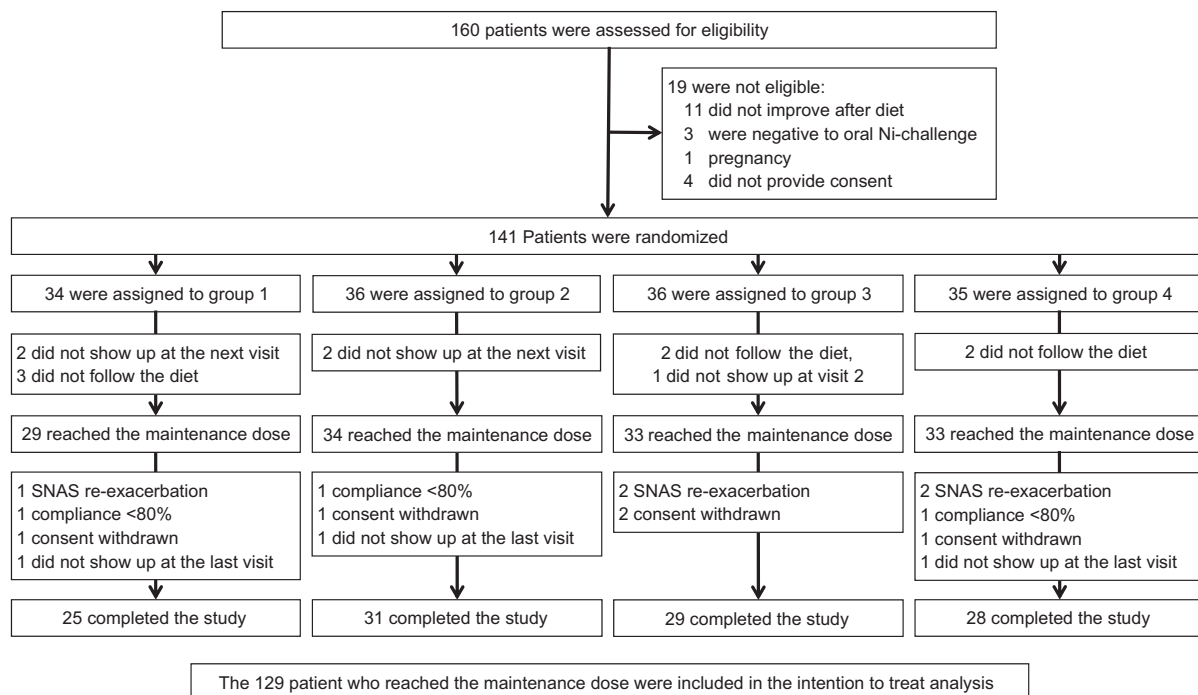 160 patients were assessed for eligibility
19 were not eligible:
11 did not improve after diet
3 were negative to oral Ni-challenge
1 pregnancy
4 did not provide consent
141 Patients were randomized
34 were assigned to group 1
36 were assigned to group 2
36 were assigned to group 3
35 were assigned to group 4
2 did not show up at the next visit
3 did not follow the diet
2 did not show up at the next visit
2 did not follow the diet,
1 did not show up at visit 2
2 did not follow the diet
29 reached the maintenance dose
34 reached the maintenance dose
33 reached the maintenance dose
33 reached the maintenance dose
1 SNAS re-exacerbation
1 compliance <80%
1 consent withdrawn
1 did not show up at the last visit
1 compliance <80%
1 consent withdrawn
1 did not show up at the last visit
2 SNAS re-exacerbation
2 consent withdrawn
2 SNAS re-exacerbation
1 compliance <80%
1 consent withdrawn
1 did not show up at the last visit
25 completed the study
31 completed the study
29 completed the study
28 completed the study
The 129 patient who reached the maintenance dose were included in the intention to treat analysis